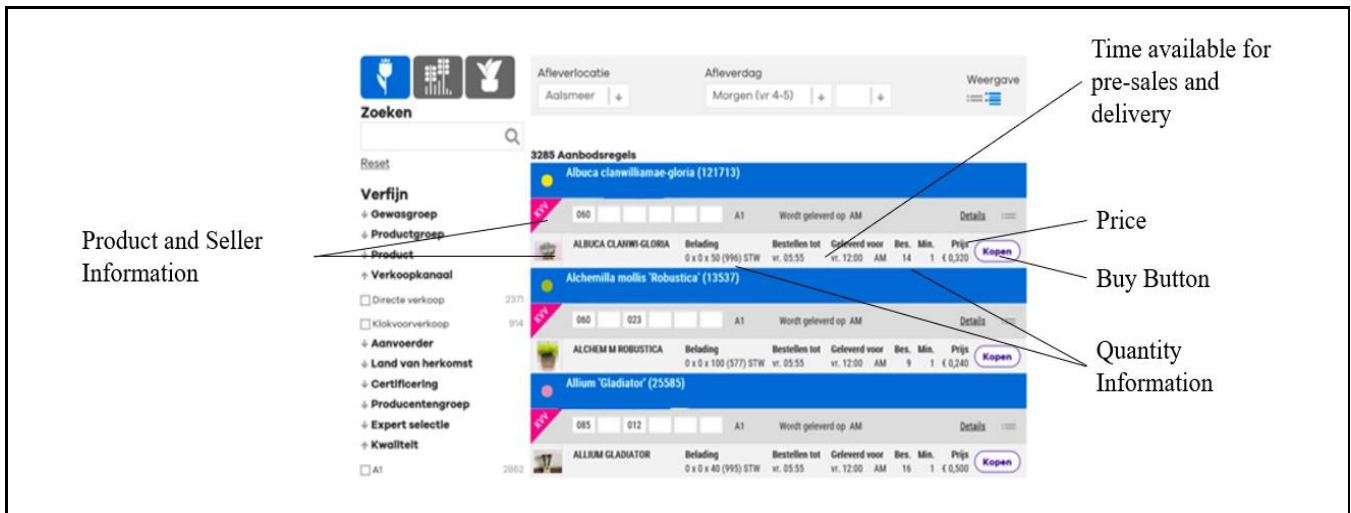 Time available for
pre-sales and
delivery
Afleverlocatie Afleverdag Weergave
Aalsmeer Morgen (vr 4-5)
Zoeken
Reset
3285 Aanbodsregels
Verfijn
Gewasgroep
Productgroep
Product
Verkoopkanaal
Directe verkoop 2371
Klokvoorverkoop 914
Aanvoerder
Land van herkomst
Certificering
Producentengroep
Expert selectie
Kwaliteit
A1 2862
Albuca clanwilliamae-gloria (121713)
KVV 060 A1 Wordt geleverd op AM Details
ALBUCA CLANWI-GLORIA Belading Bestellen tot Geleverd voor Bes. Min. Prijs Kopen
0 x 0 x 50 (996) STW vr. 05:55 vr. 12:00 AM 14 1 € 0,320
Alchemilla mollis 'Robustica' (13537)
KVV 060 023 A1 Wordt geleverd op AM Details
ALCHEM M ROBUSTICA Belading Bestellen tot Geleverd voor Bes. Min. Prijs Kopen
0 x 0 x 100 (577) STW vr. 05:55 vr. 12:00 AM 9 1 € 0,240
Allium 'Gladiator' (25585)
KVV 085 012 A1 Wordt geleverd op AM Details
ALLIUM GLADIATOR Belading Bestellen tot Geleverd voor Bes. Min. Prijs Kopen
0 x 0 x 40 (995) STW vr. 05:55 vr. 12:00 AM 16 1 € 0,500
Product and Seller
Information
Price
Buy Button
Quantity
Information